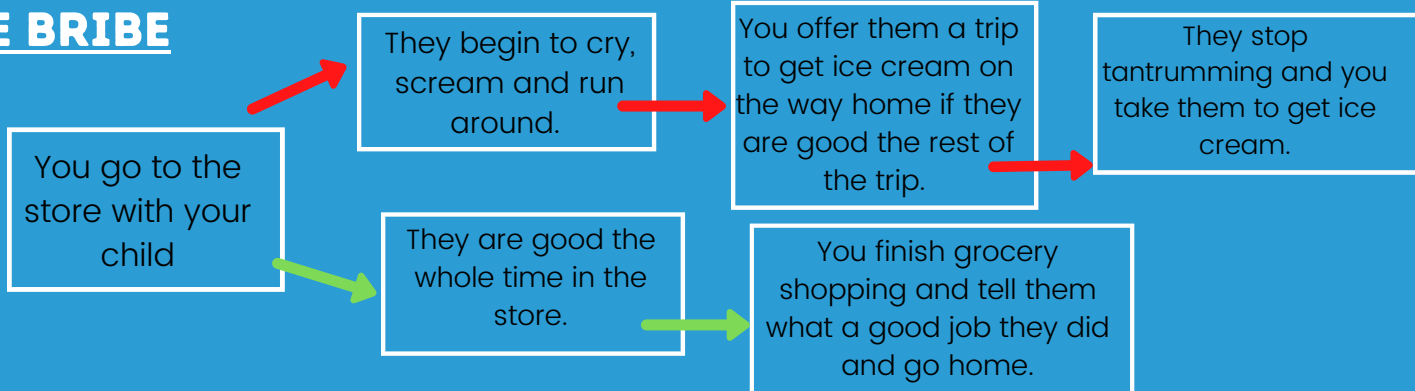 E BRIBE
You go to the
store with your
child
They begin to cry,
scream and run
around.
You offer them a trip
to get ice cream on
the way home if they
are good the rest of
the trip.
They stop
tantrumming and you
take them to get ice
cream.
They are good the
whole time in the
store.
You finish grocery
shopping and tell them
what a good job they did
and go home.